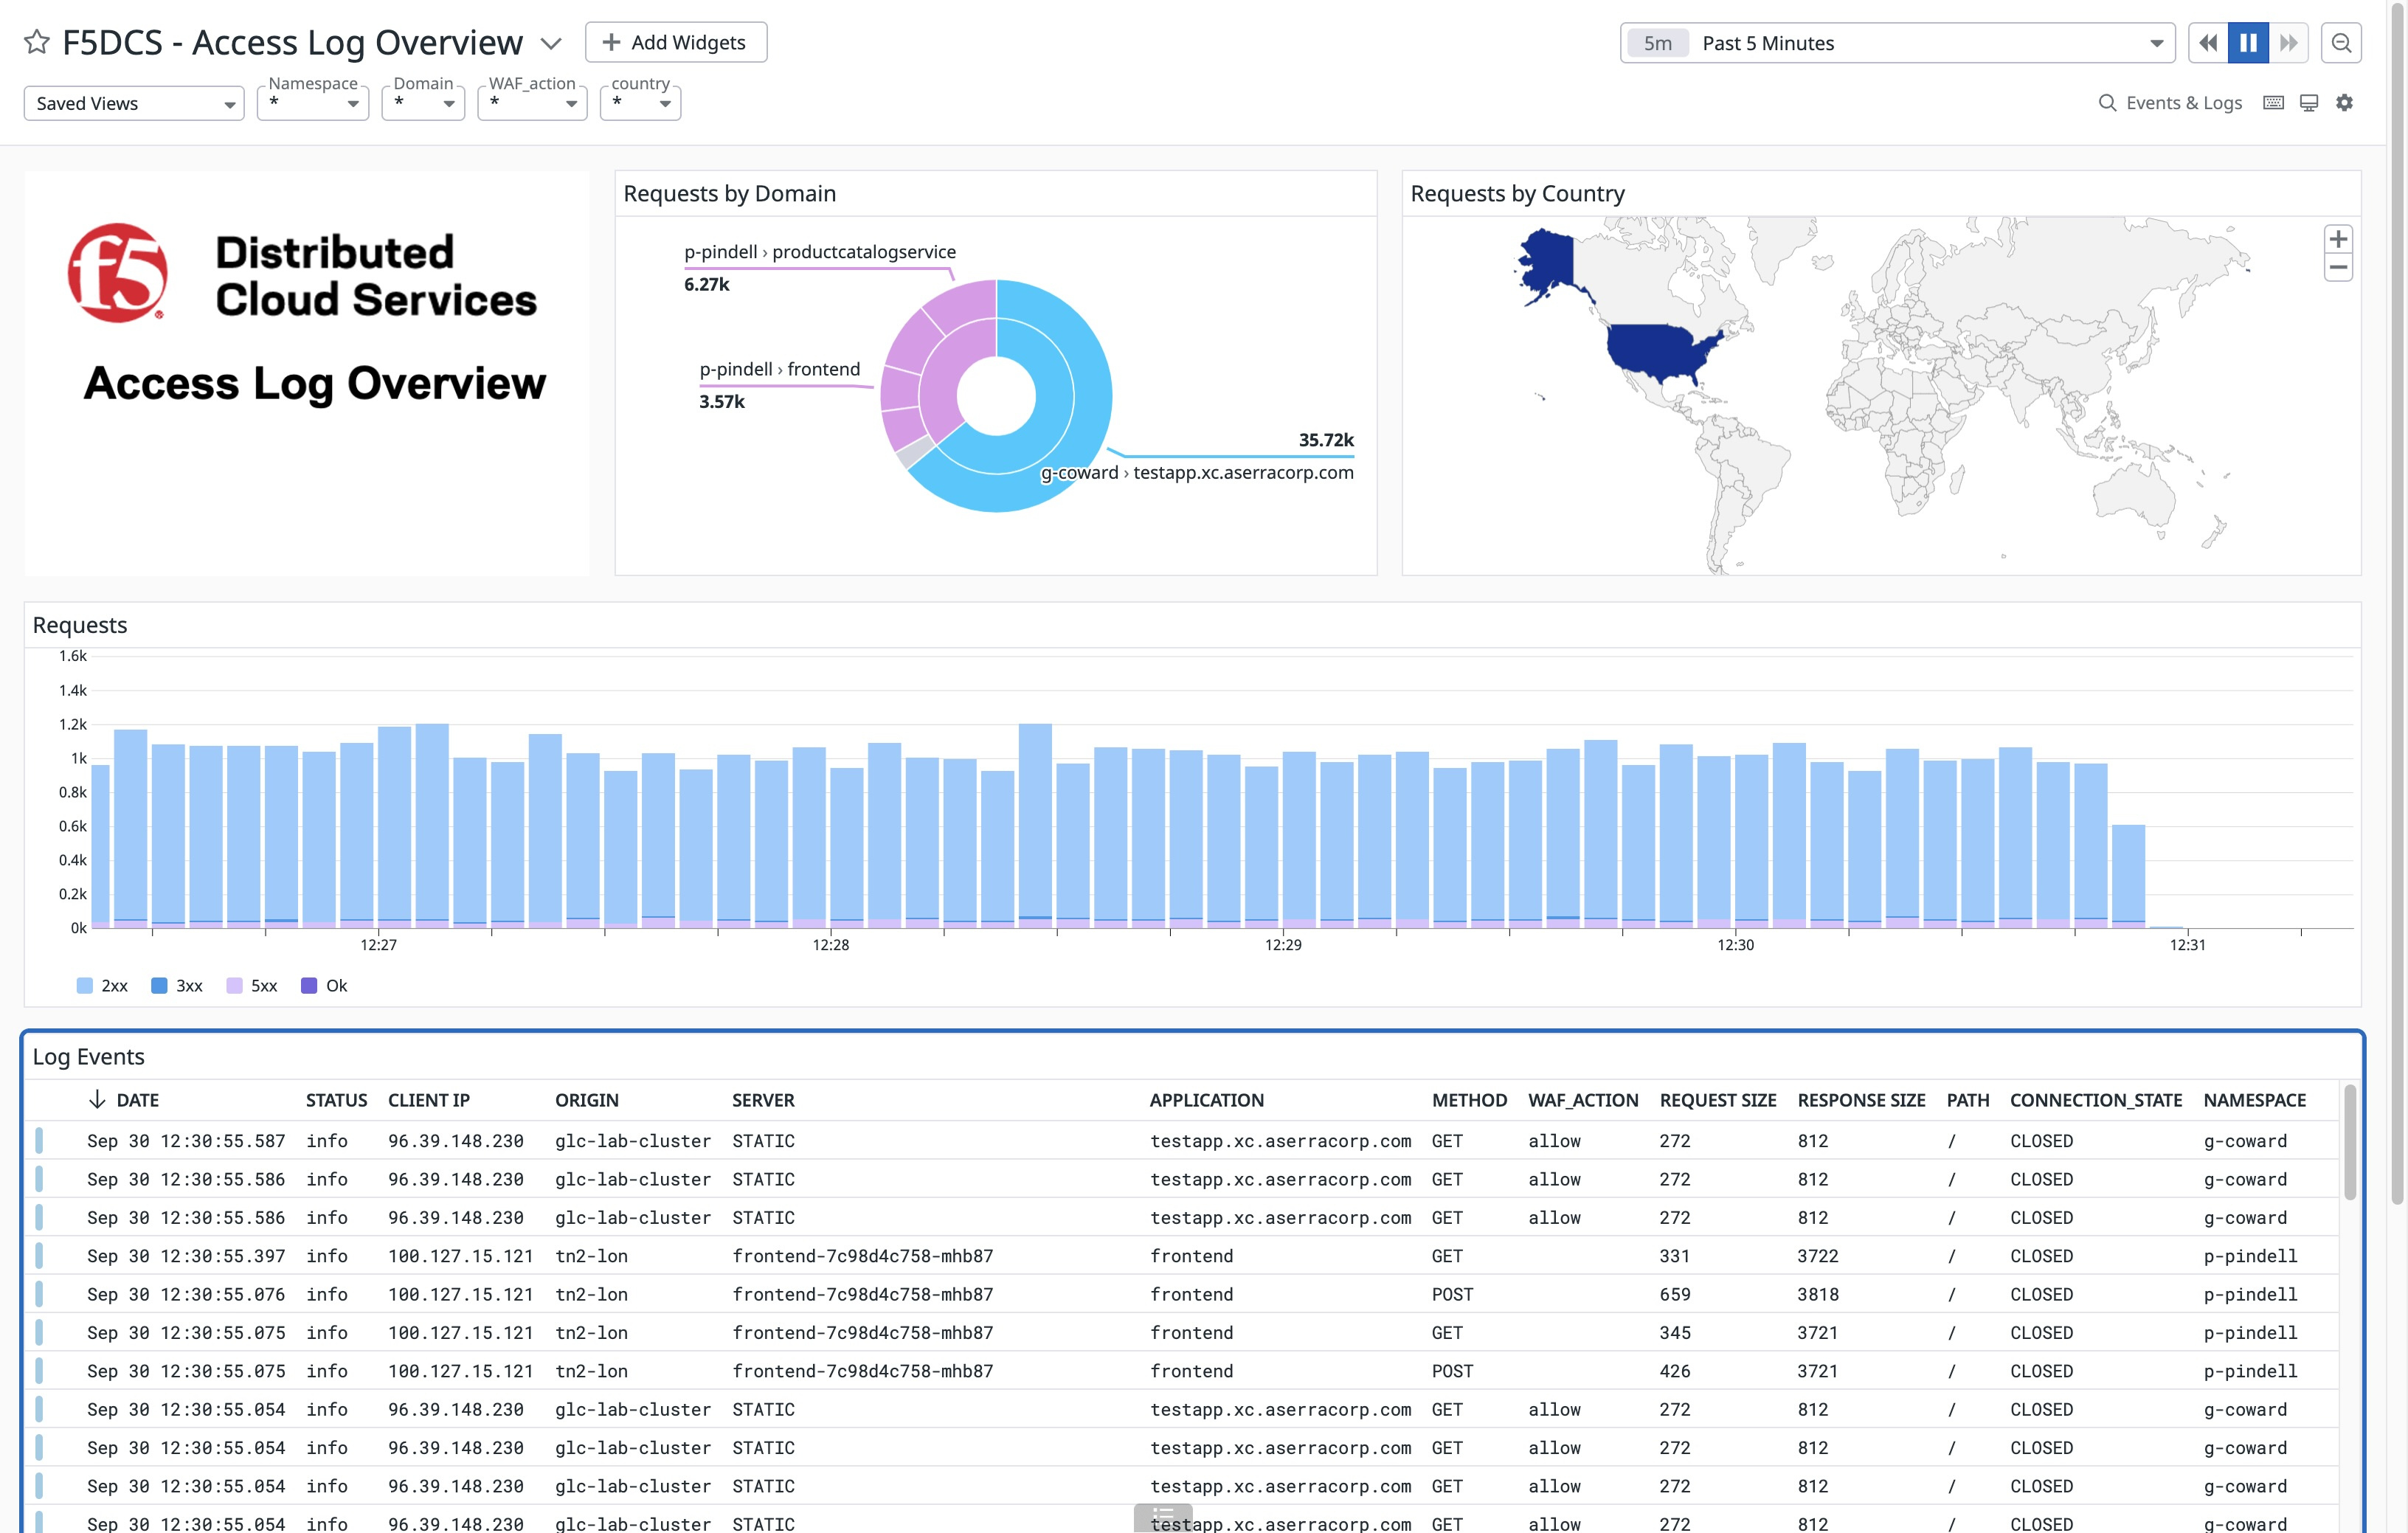 F5DCS - Access Log Overview
+ Add Widgets
5m Past 5 Minutes
Saved Views
Namespace
*
Domain
*
WAF_action
*
country
*
Events & Logs
f5
Distributed
Cloud Services
Access Log Overview
Requests by Domain
p-pindell › productcatalogservice
6.27k
p-pindell › frontend
3.57k
35.72k
g-coward › testapp.xc.aserracorp.com
Requests by Country
+
−
Requests
1.6k
1.4k
1.2k
1k
0.8k
0.6k
0.4k
0.2k
0k
12:27 12:28 12:29 12:30 12:31
2xx 3xx 5xx Ok
Log Events
↓ DATE STATUS CLIENT IP ORIGIN SERVER APPLICATION METHOD WAF_ACTION REQUEST SIZE RESPONSE SIZE PATH CONNECTION_STATE NAMESPACE
Sep 30 12:30:55.587 info 96.39.148.230 glc-lab-cluster STATIC testapp.xc.aserracorp.com GET allow 272 812 / CLOSED g-coward
Sep 30 12:30:55.586 info 96.39.148.230 glc-lab-cluster STATIC testapp.xc.aserracorp.com GET allow 272 812 / CLOSED g-coward
Sep 30 12:30:55.586 info 96.39.148.230 glc-lab-cluster STATIC testapp.xc.aserracorp.com GET allow 272 812 / CLOSED g-coward
Sep 30 12:30:55.397 info 100.127.15.121 tn2-lon frontend-7c98d4c758-mhb87 frontend GET 331 3722 / CLOSED p-pindell
Sep 30 12:30:55.076 info 100.127.15.121 tn2-lon frontend-7c98d4c758-mhb87 frontend POST 659 3818 / CLOSED p-pindell
Sep 30 12:30:55.075 info 100.127.15.121 tn2-lon frontend-7c98d4c758-mhb87 frontend GET 345 3721 / CLOSED p-pindell
Sep 30 12:30:55.075 info 100.127.15.121 tn2-lon frontend-7c98d4c758-mhb87 frontend POST 426 3721 / CLOSED p-pindell
Sep 30 12:30:55.054 info 96.39.148.230 glc-lab-cluster STATIC testapp.xc.aserracorp.com GET allow 272 812 / CLOSED g-coward
Sep 30 12:30:55.054 info 96.39.148.230 glc-lab-cluster STATIC testapp.xc.aserracorp.com GET allow 272 812 / CLOSED g-coward
Sep 30 12:30:55.054 info 96.39.148.230 glc-lab-cluster STATIC testapp.xc.aserracorp.com GET allow 272 812 / CLOSED g-coward
Sep 30 12:30:55.054 info 96.39.148.230 glc-lab-cluster STATIC testapp.xc.aserracorp.com GET allow 272 812 / CLOSED g-coward